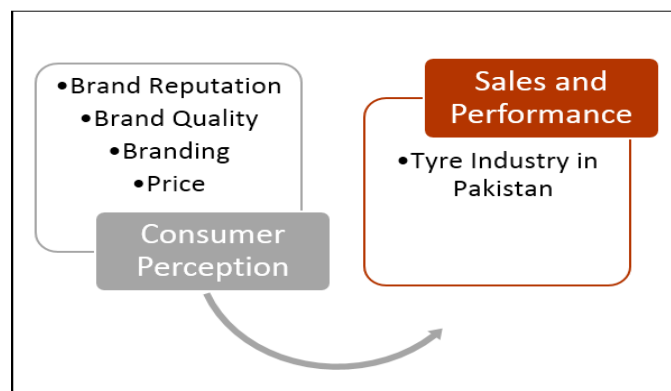 •Brand Reputation
•Brand Quality
•Branding
•Price
Consumer
Perception
Sales and
Performance
•Tyre Industry in
Pakistan